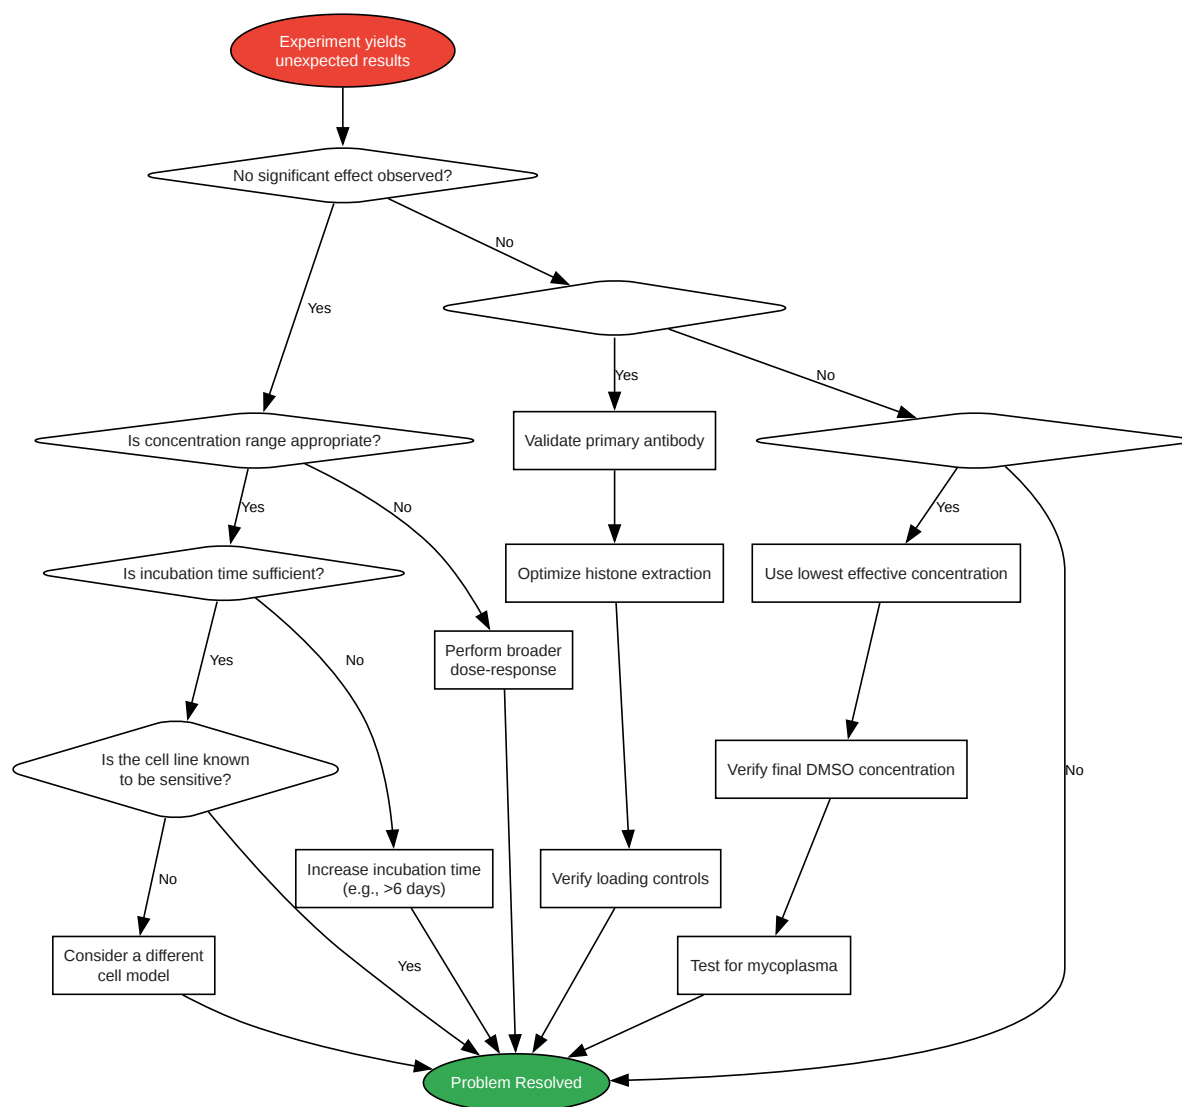 Experiment yields
unexpected results
No significant effect observed?
No
Yes
Yes
No
Is concentration range appropriate?
Validate primary antibody
Yes
No
Yes
Is incubation time sufficient?
Optimize histone extraction
Use lowest effective concentration
Yes
No
Perform broader
dose-response
Is the cell line known
to be sensitive?
Verify final DMSO concentration
No
No
Increase incubation time
(e.g., >6 days)
Verify loading controls
Consider a different
cell model
Yes
Test for mycoplasma
Problem Resolved